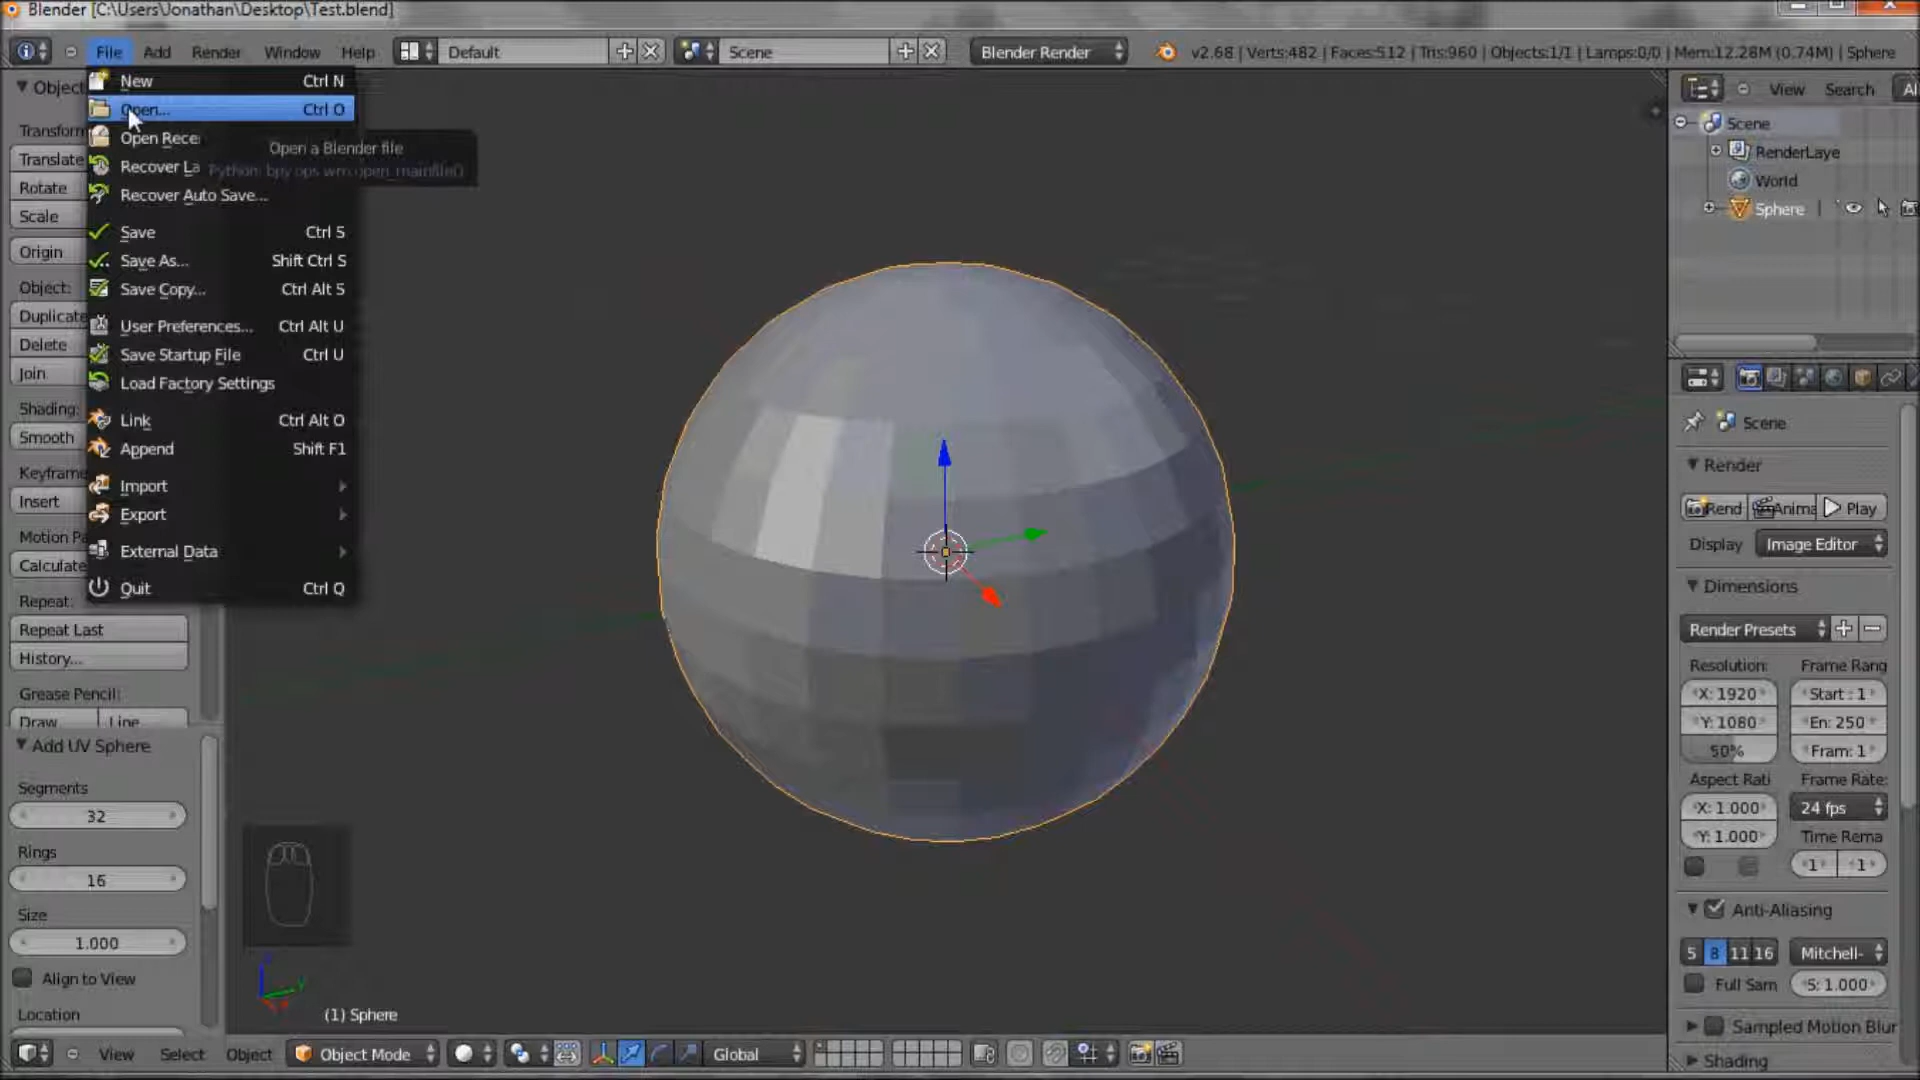 Blender [C:\Users\Jonathan\Desktop\Test.blend]
File Add Render Window Help Default Scene Blender Render v2.68 | Verts:482 | Faces:512 | Tris:960 | Objects:1/1 | Lamps:0/0 | Mem:12.28M (0.74M) | Sphere
New Ctrl N
Open... Ctrl O
Open Rece
Recover La
Recover Auto Save...
Save Ctrl S
Save As... Shift Ctrl S
Save Copy... Ctrl Alt S
User Preferences... Ctrl Alt U
Save Startup File Ctrl U
Load Factory Settings
Link Ctrl Alt O
Append Shift F1
Import
Export
External Data
Quit Ctrl Q
Open a Blender file
Python: bpy.ops.wm.open_mainfile()
Object
Transform
Translate
Rotate
Scale
Origin
Object:
Duplicate
Delete
Join
Shading:
Smooth
Keyframe
Insert
Motion Pa
Calculate
Repeat:
Repeat Last
History...
Grease Pencil:
Draw Line
Add UV Sphere
Segments
32
Rings
16
Size
1.000
Align to View
Location
(1) Sphere
View Select Object Object Mode Global
View Search Al
Scene
RenderLaye
World
Sphere
Scene
Render
Rend Anima Play
Display Image Editor
Dimensions
Render Presets
Resolution: Frame Rang
X: 1920 Start : 1
Y: 1080 En: 250
50% Fram: 1
Aspect Rati Frame Rate:
X: 1.000 24 fps
Y: 1.000 Time Rema
1 1
Anti-Aliasing
5 8 11 16 Mitchell-
Full Sam S: 1.000
Sampled Motion Blur
Shading